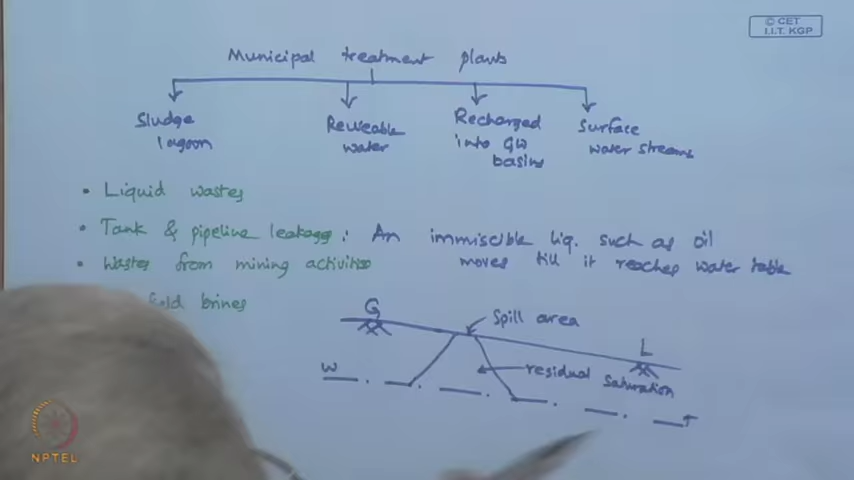 © CET
I.I.T. KGP
Municipal treatment plants
Sludge lagoon
Reuseable water
Recharged into GW basins
Surface water streams
• Liquid wastes
• Tank & pipeline leakage : An immiscible liq. such as oil
moves till it reaches water table
• Wastes from mining activities
field brines
G
Spill area
L
W
residual saturation
T
NPTEL